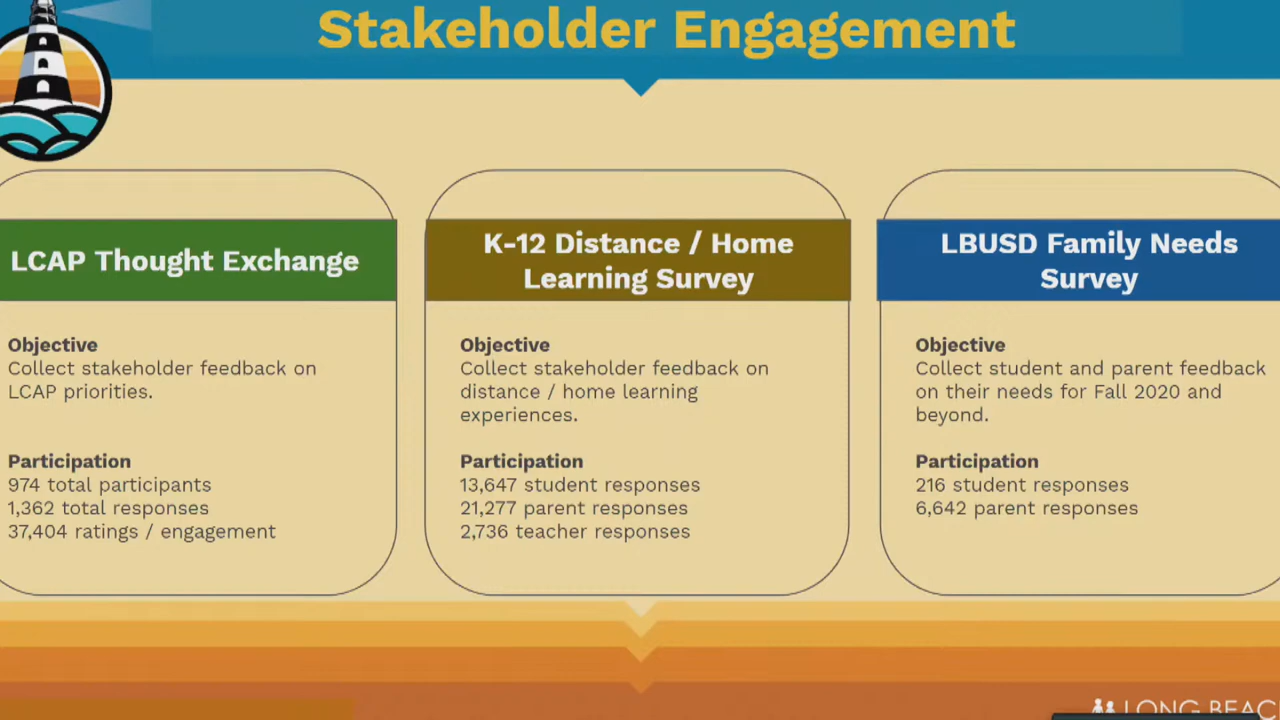 Stakeholder Engagement
LCAP Thought Exchange
Objective
Collect stakeholder feedback on
LCAP priorities.
Participation
974 total participants
1,362 total responses
37,404 ratings / engagement
K-12 Distance / Home
Learning Survey
Objective
Collect stakeholder feedback on
distance / home learning
experiences.
Participation
13,647 student responses
21,277 parent responses
2,736 teacher responses
LBUSD Family Needs
Survey
Objective
Collect student and parent feedback
on their needs for Fall 2020 and
beyond.
Participation
216 student responses
6,642 parent responses
LONG BEAC